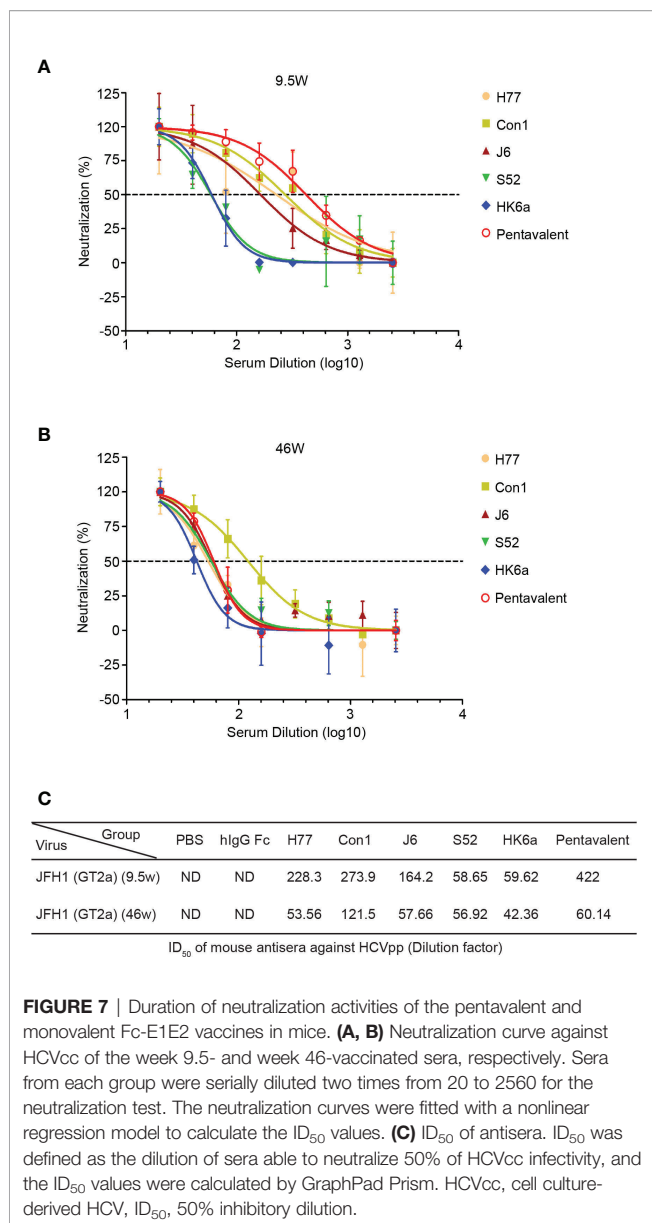 A
9.5W
125
120
75
50
25
0
-25
-50
Neutralization (%)
1
2
3
4
Serum Dilution (log10)
H77
Con1
J6
S52
HK6a
Pentavalent
B
46W
125
120
75
50
25
0
25
50
Neutralization (%)
1
2
3
4
Serum Dilution (log10)
H77
Con1
J6
S52
HK6a
Pentavalent
C
Virus Group PBS hIgG Fc H77 Con1 J6 S52 HK6a Pentavalent
JFH1 (GT2a) (9.5w) ND ND 228.3 273.9 164.2 58.65 59.62 422
JFH1 (GT2a) (46w) ND ND 53.56 121.5 57.66 56.92 42.36 60.14
ID50 of mouse antisera against HCVpp (Dilution factor)
FIGURE 7 | Duration of neutralization activities of the pentavalent and
monovalent Fc-E1E2 vaccines in mice. (A, B) Neutralization curve against
HCVcc of the week 9.5- and week 46-vaccinated sera, respectively. Sera
from each group were serially diluted two times from 20 to 2560 for the
neutralization test. The neutralization curves were fitted with a nonlinear
regression model to calculate the ID50 values. (C) ID50 of antisera. ID50 was
defined as the dilution of sera able to neutralize 50% of HCVcc infectivity, and
the ID50 values were calculated by GraphPad Prism. HCVcc, cell culture-
derived HCV, ID50, 50% inhibitory dilution.